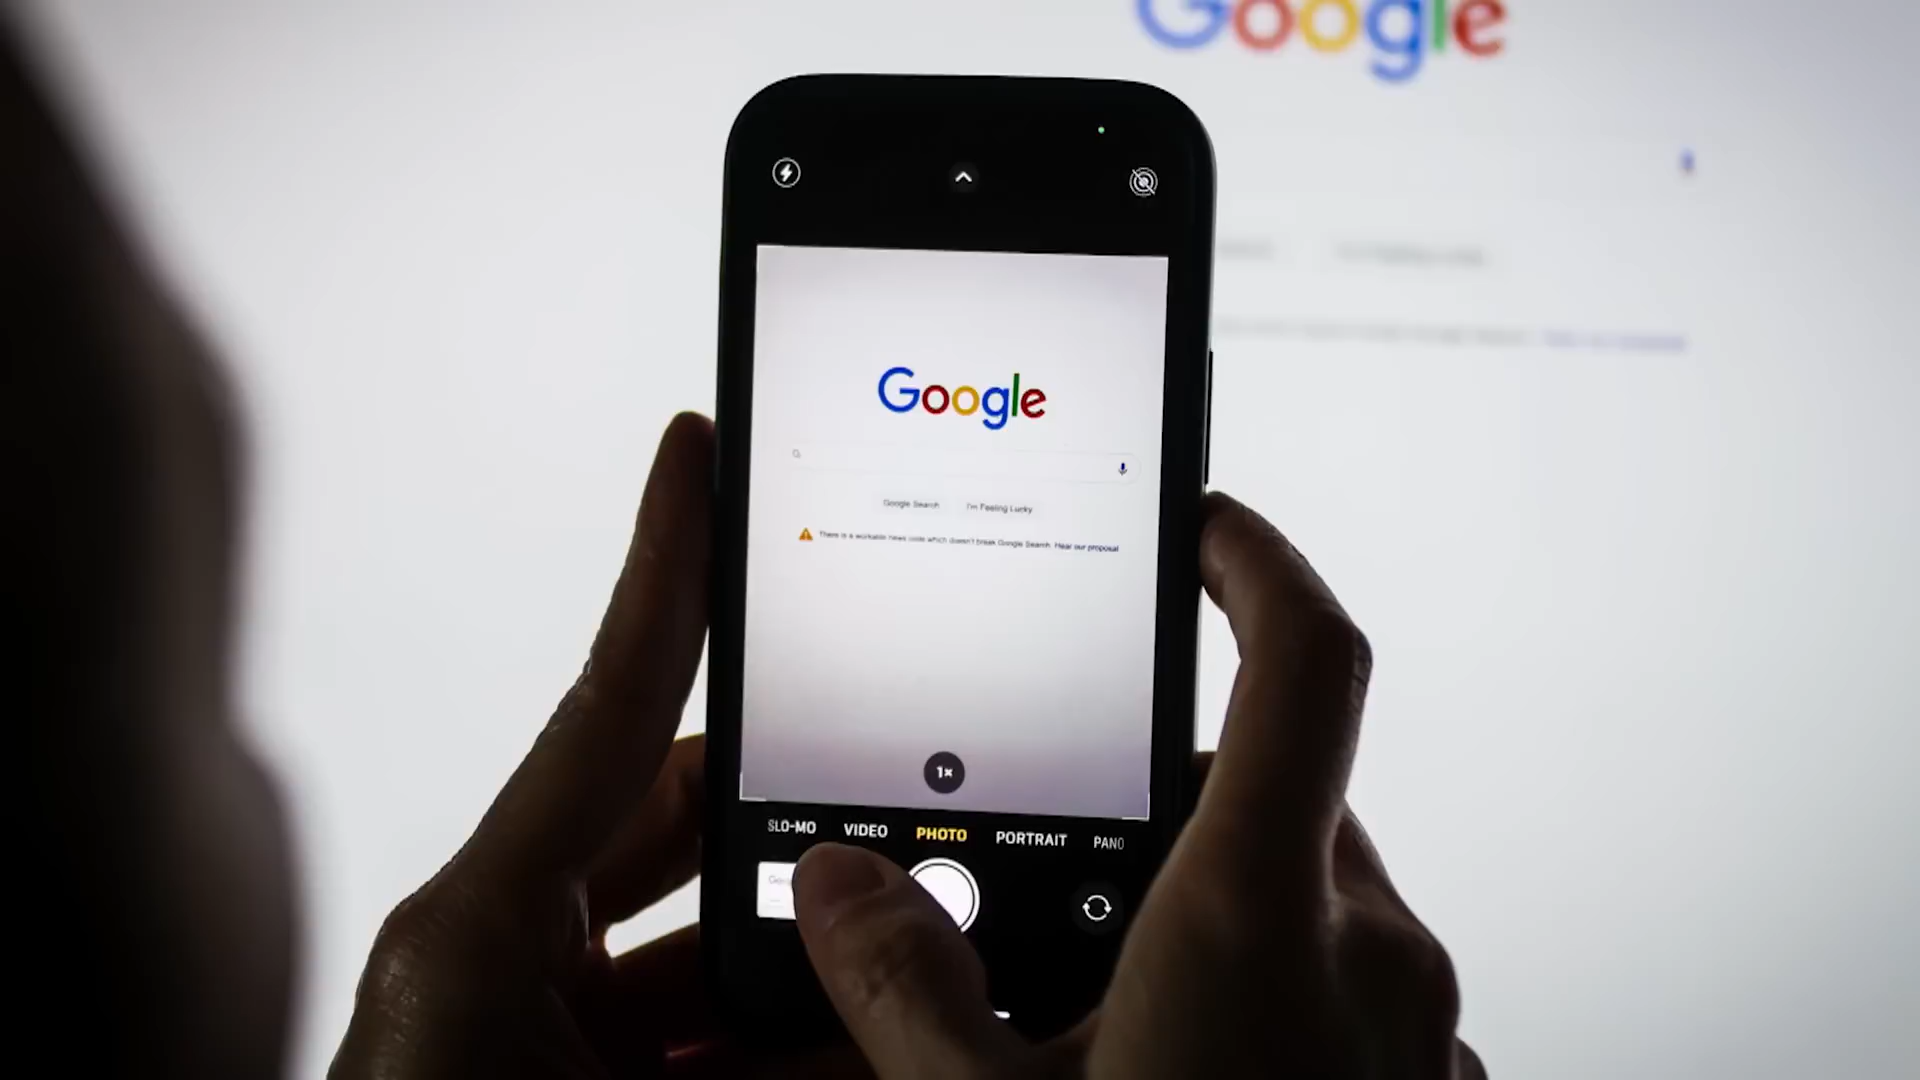 Google
Google
Google Search I'm Feeling Lucky
There is a workable news code which doesn't break Google Search. Hear our proposal
1×
SLO-MO VIDEO PHOTO PORTRAIT PANO